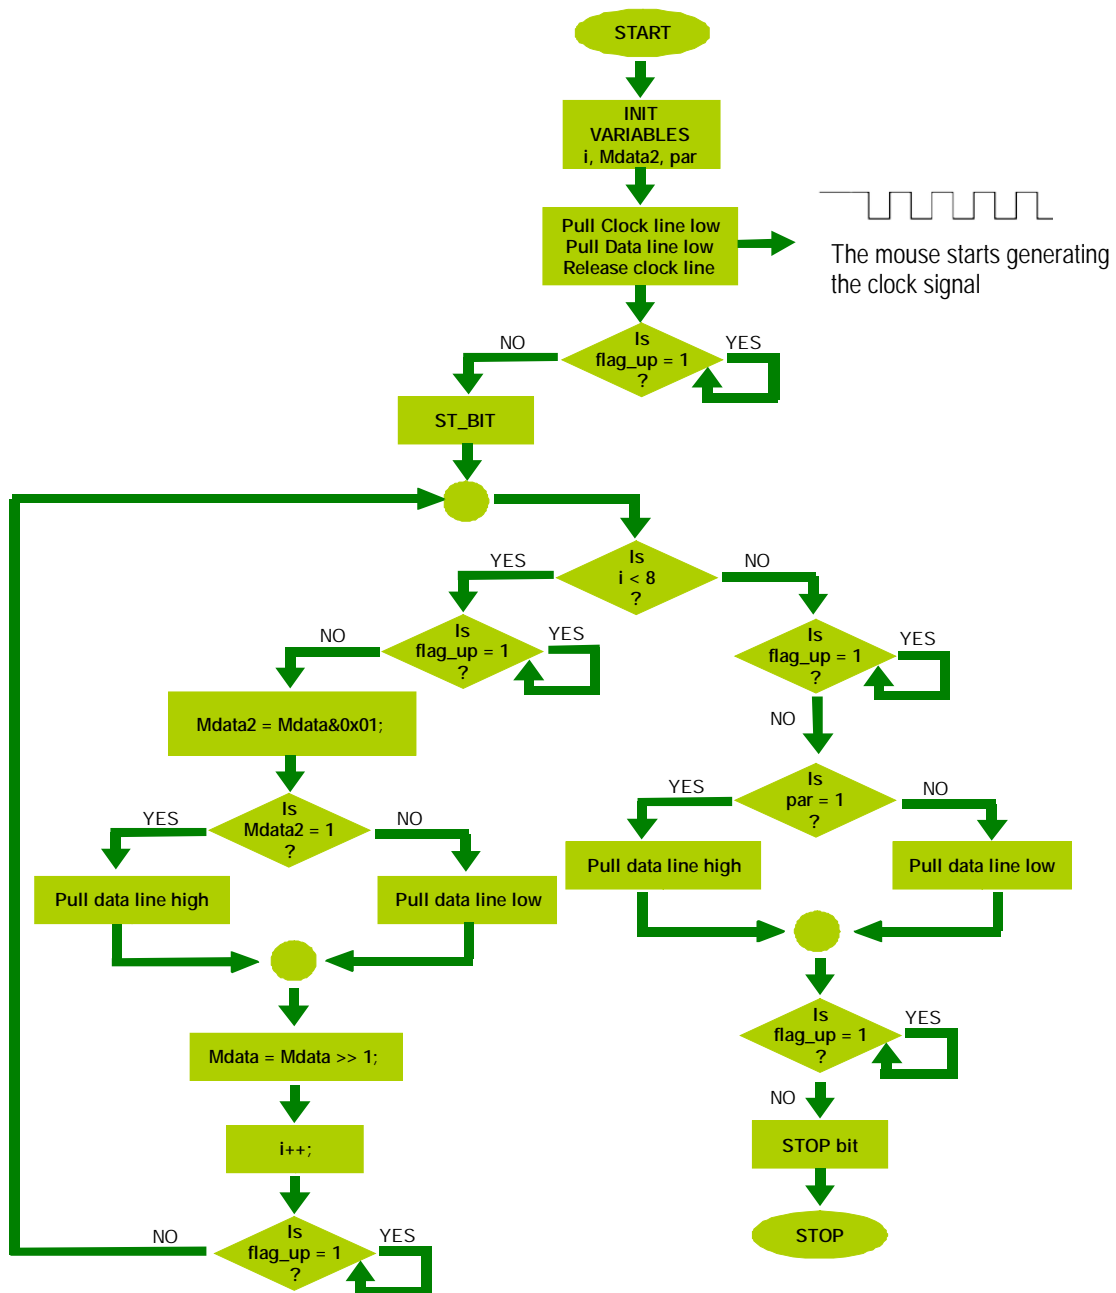 START
INIT
VARIABLES
i, Mdata2, par
Pull Clock line low
Pull Data line low
Release clock line
The mouse starts generating
the clock signal
Is
flag_up = 1
?
NO
YES
ST_BIT
Is
i < 8
?
YES
NO
Is
flag_up = 1
?
NO
YES
Is
flag_up = 1
?
YES
NO
Mdata2 = Mdata&0x01;
Is
Mdata2 = 1
?
YES
NO
Is
par = 1
?
YES
NO
Pull data line high
Pull data line low
Pull data line high
Pull data line low
Mdata = Mdata >> 1;
i++;
Is
flag_up = 1
?
NO
YES
Is
flag_up = 1
?
YES
NO
STOP bit
STOP